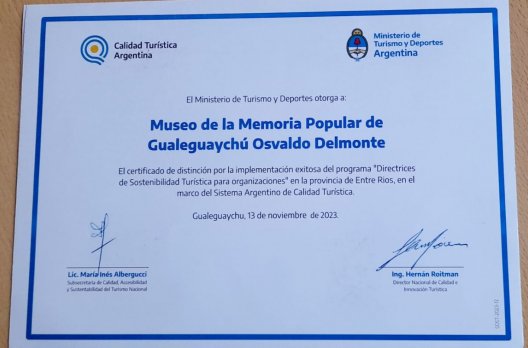 Calidad Turística
Argentina
Ministerio de
Turismo y Deportes
Argentina
El Ministerio de Turismo y Deportes otorga a:
Museo de la Memoria Popular de
Gualeguaychú Osvaldo Delmonte
El certificado de distinción por la implementación exitosa del programa "Directrices
de Sostenibilidad Turística para organizaciones" en la provincia de Entre Rios, en el
marco del Sistema Argentino de Calidad Turística.
Gualeguaychu, 13 de noviembre de 2023.
Lic. María Inés Albergucci
Subsecretaría de Calidad, Accesibilidad
y Sustentabilidad del Turismo Nacional
Ing. Hernán Roitman
Director Nacional de Calidad e
Innovación Turística